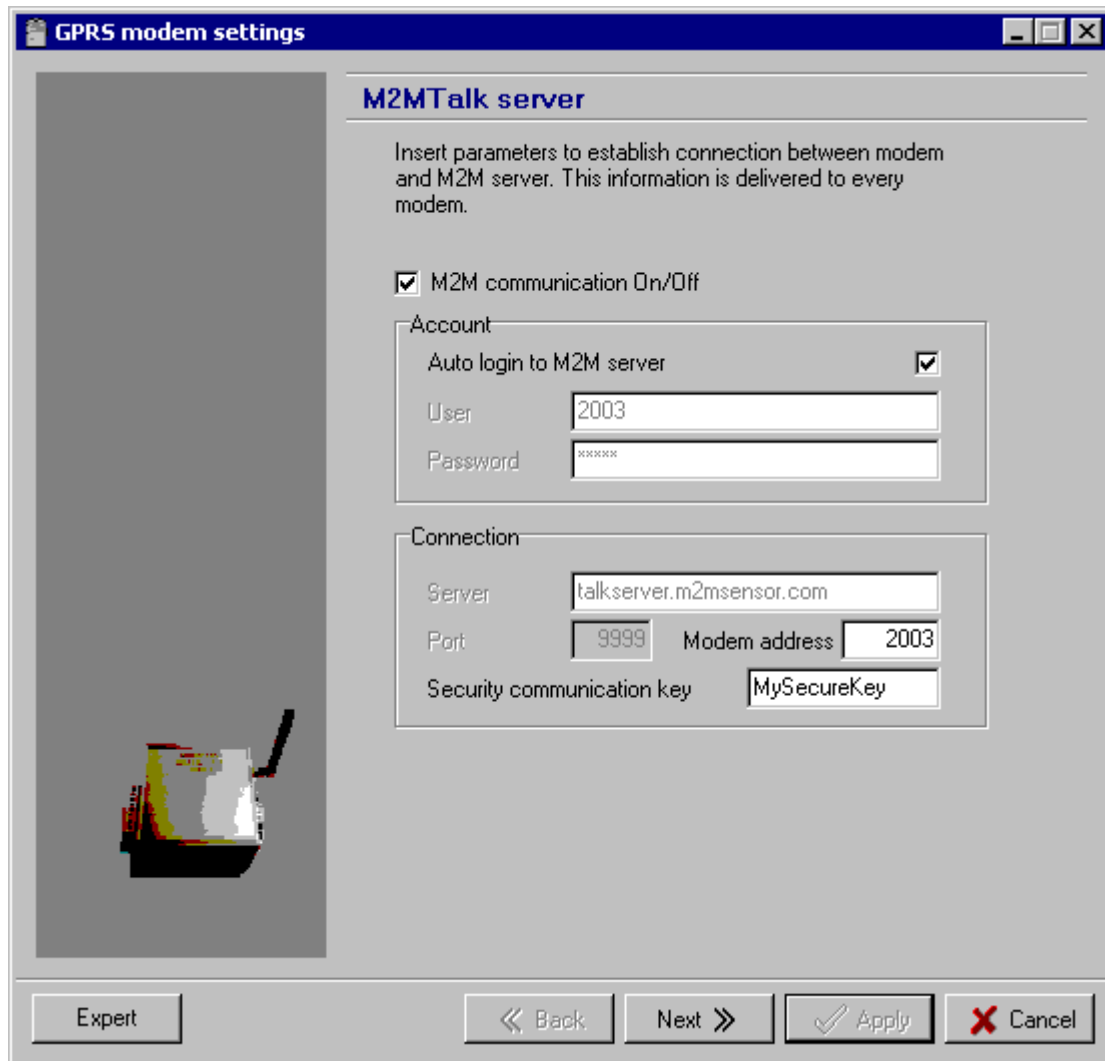 GPRS modem settings
M2MTalk server
Insert parameters to establish connection between modem
and M2M server. This information is delivered to every
modem.
M2M communication On/Off
Account
Auto login to M2M server
User 2003
Password *****
Connection
Server talkserver.m2msensor.com
Port 9999 Modem address 2003
Security communication key MySecureKey
Expert Back Next Apply Cancel